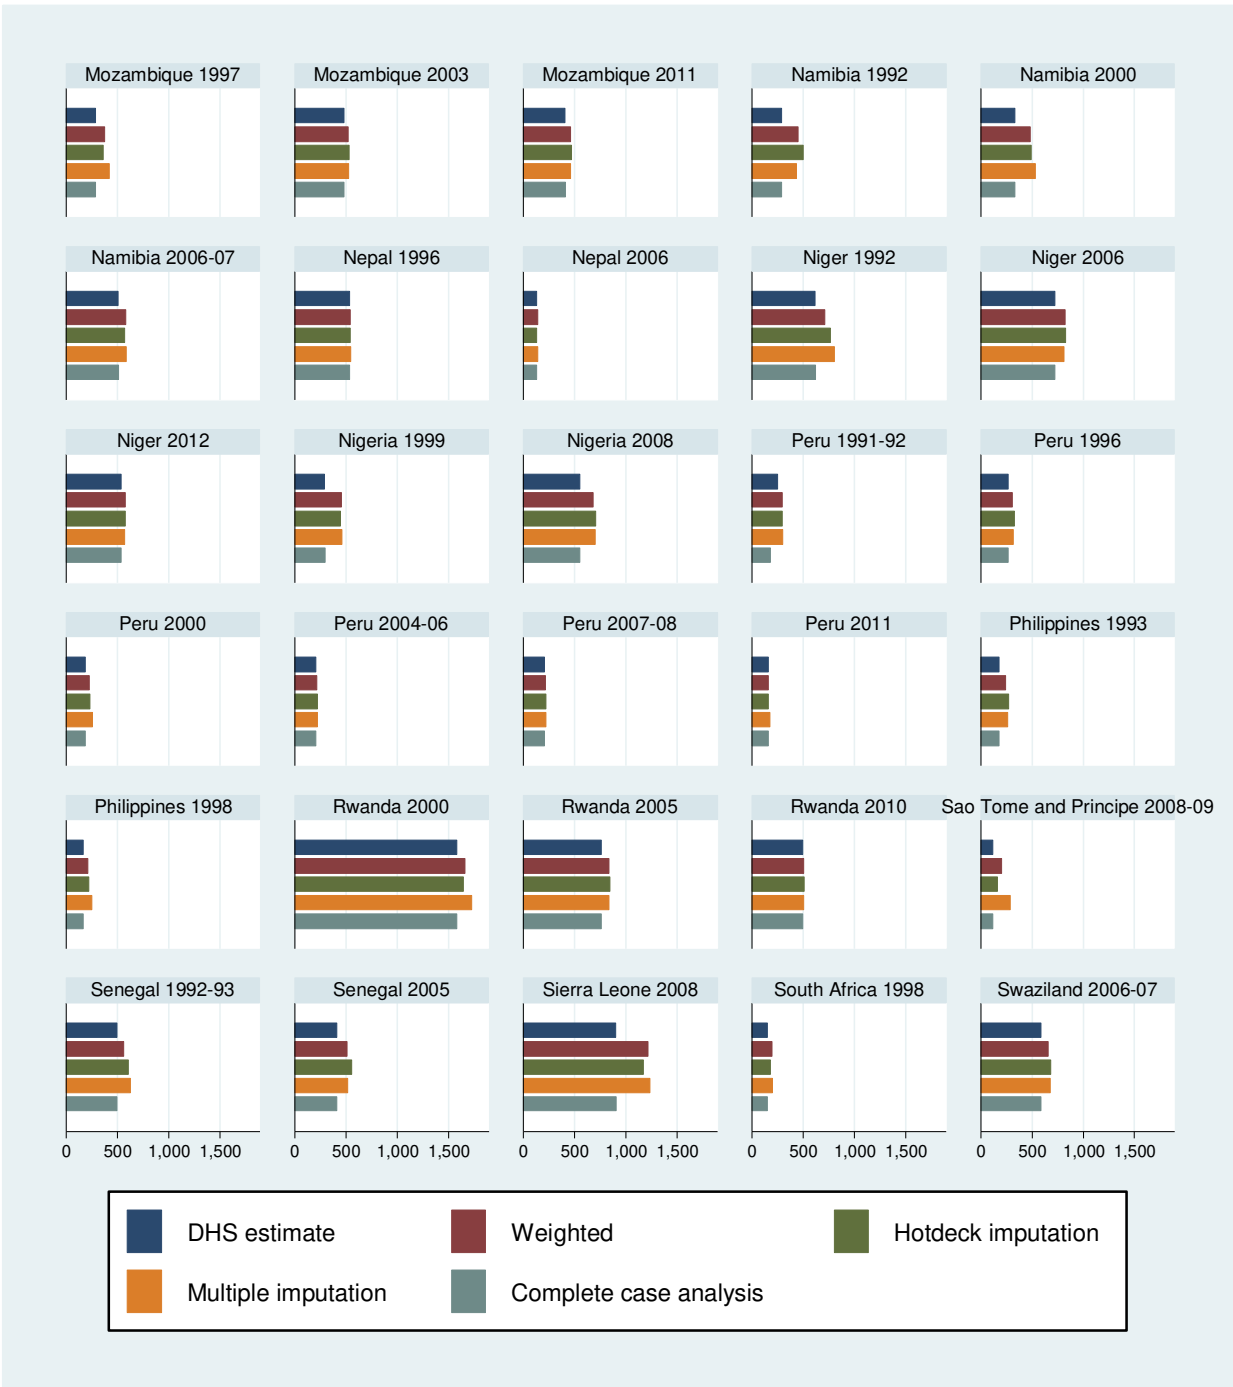 Mozambique 1997 Mozambique 2003 Mozambique 2011 Namibia 1992 Namibia 2000
Namibia 2006-07 Nepal 1996 Nepal 2006 Niger 1992 Niger 2006
Niger 2012 Nigeria 1999 Nigeria 2008 Peru 1991-92 Peru 1996
Peru 2000 Peru 2004-06 Peru 2007-08 Peru 2011 Philippines 1993
Philippines 1998 Rwanda 2000 Rwanda 2005 Rwanda 2010 Sao Tome and Principe 2008-09
Senegal 1992-93 Senegal 2005 Sierra Leone 2008 South Africa 1998 Swaziland 2006-07
0 500 1,000 1,500 0 500 1,000 1,500 0 500 1,000 1,500 0 500 1,000 1,500 0 500 1,000 1,500
DHS estimate Weighted Hotdeck imputation
Multiple imputation Complete case analysis